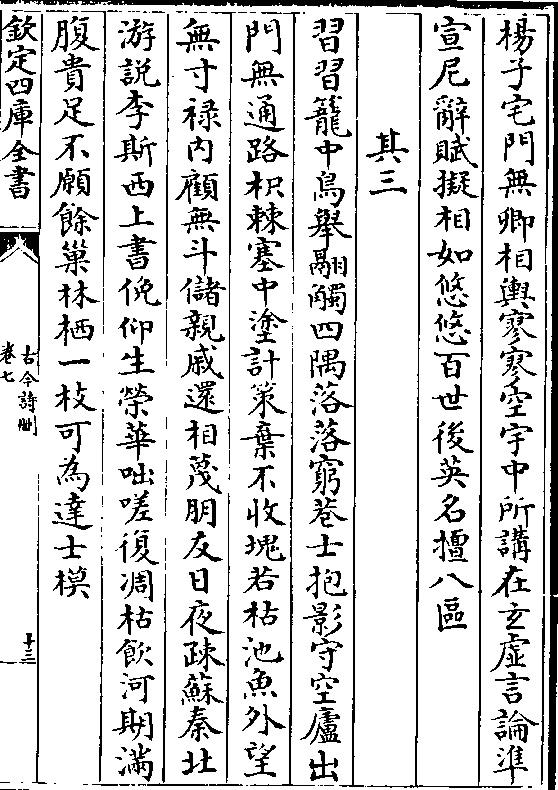 楊子宅門無卿相輿寥寥空宇中所講在玄虛言論準
宣尼辭賦擬相如悠悠百世後英名擅八區
其三
習習籠中鳥舉翮觸四隅落落窮巷士抱影守空廬出
門無通路枳棘塞中塗計策棄不收塊若枯池魚外望
無寸禄内顧無斗儲親戚還相蔑朋友日夜疎蘇秦北
游説李斯西上書俛仰生榮華咄嗟復凋枯飲河期滿
腹貴足不願餘巢林栖一枝可為達士模
欽定四庫全書
古今詩刪
卷七
十三